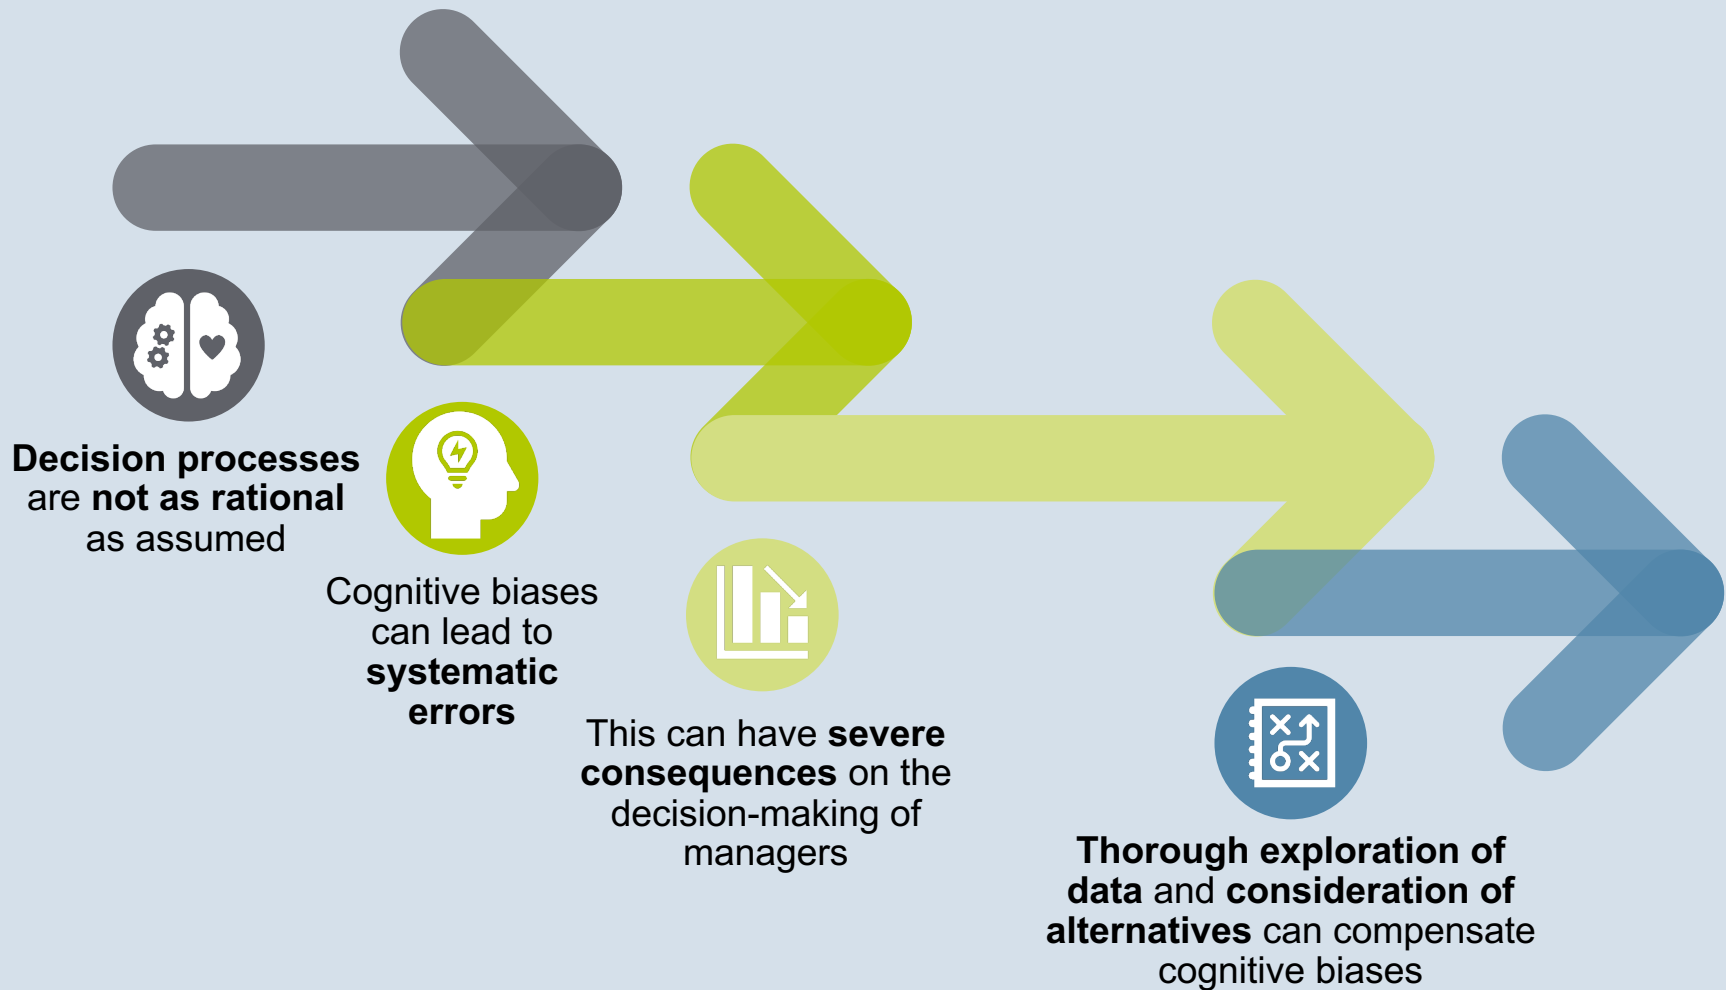 Decision processes
are not as rational
as assumed
Cognitive biases
can lead to
systematic
errors
This can have severe
consequences on the
decision-making of
managers
Thorough exploration of
data and consideration of
alternatives can compensate
cognitive biases